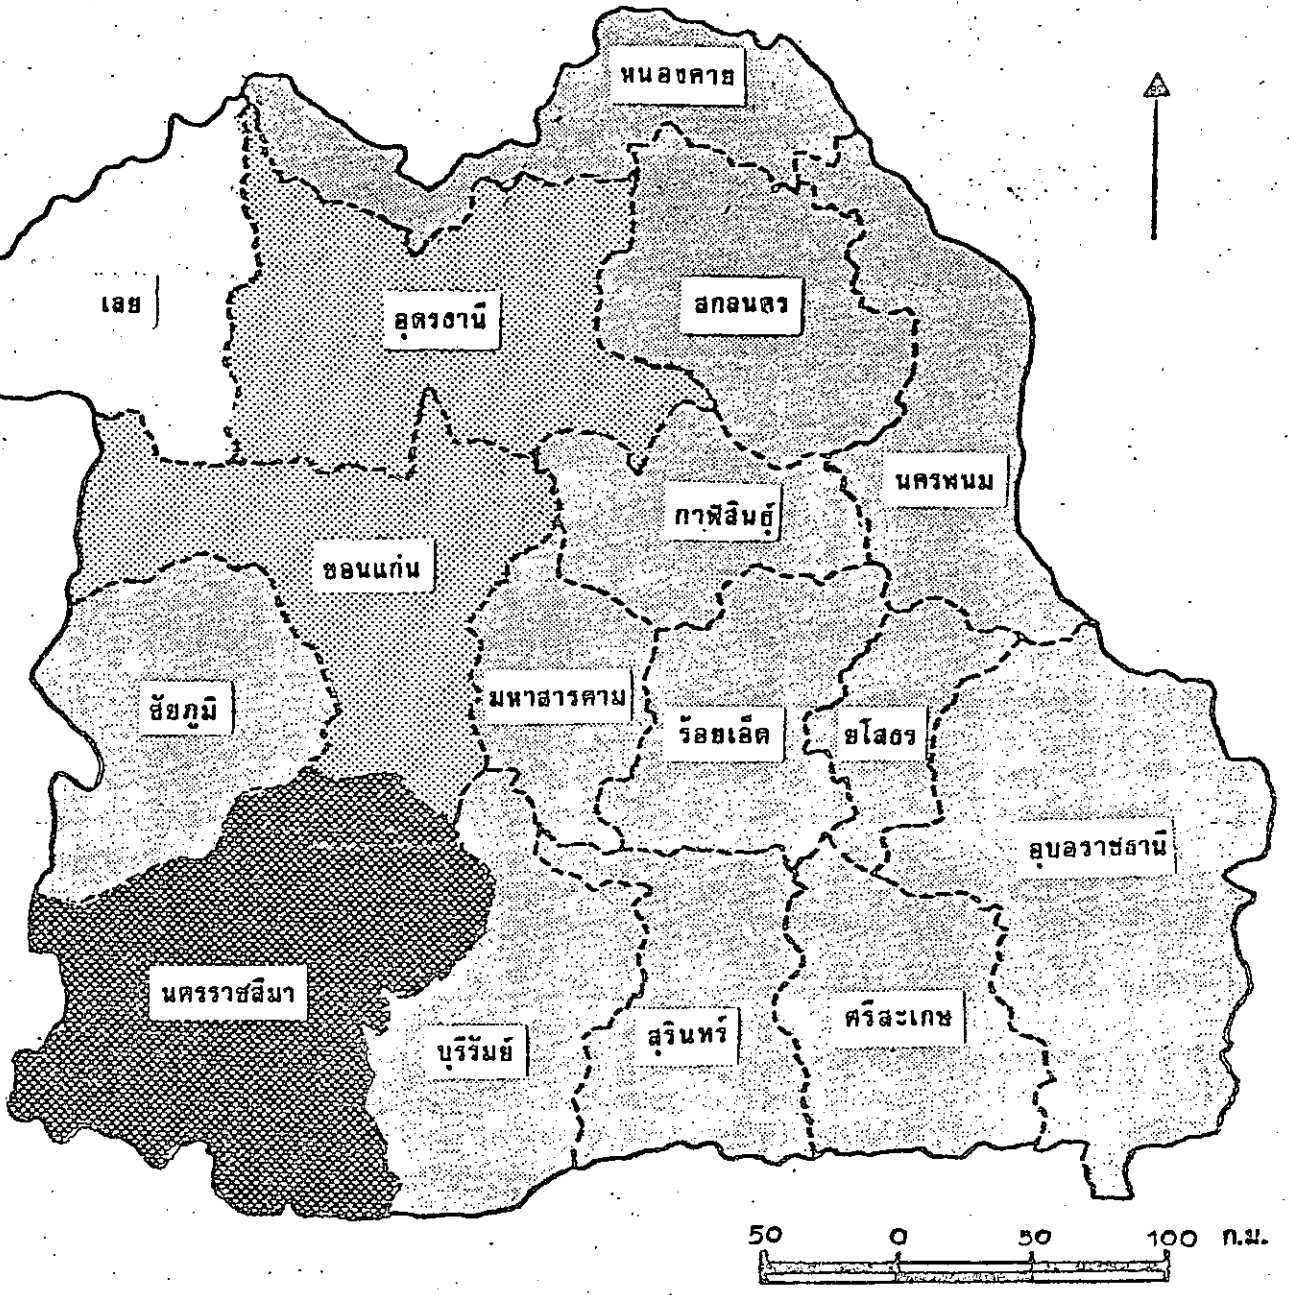 หนองคาย
เลย
อุดรธานี
สกลนคร
นครพนม
กาฬสินธุ์
ขอนแก่น
มหาสารคาม
ชัยภูมิ
ร้อยเอ็ด
ยโสธร
อุบลราชธานี
นครราชสีมา
บุรีรัมย์
สุรินทร์
ศรีสะเกษ
50 0 50 100 ก.ม.